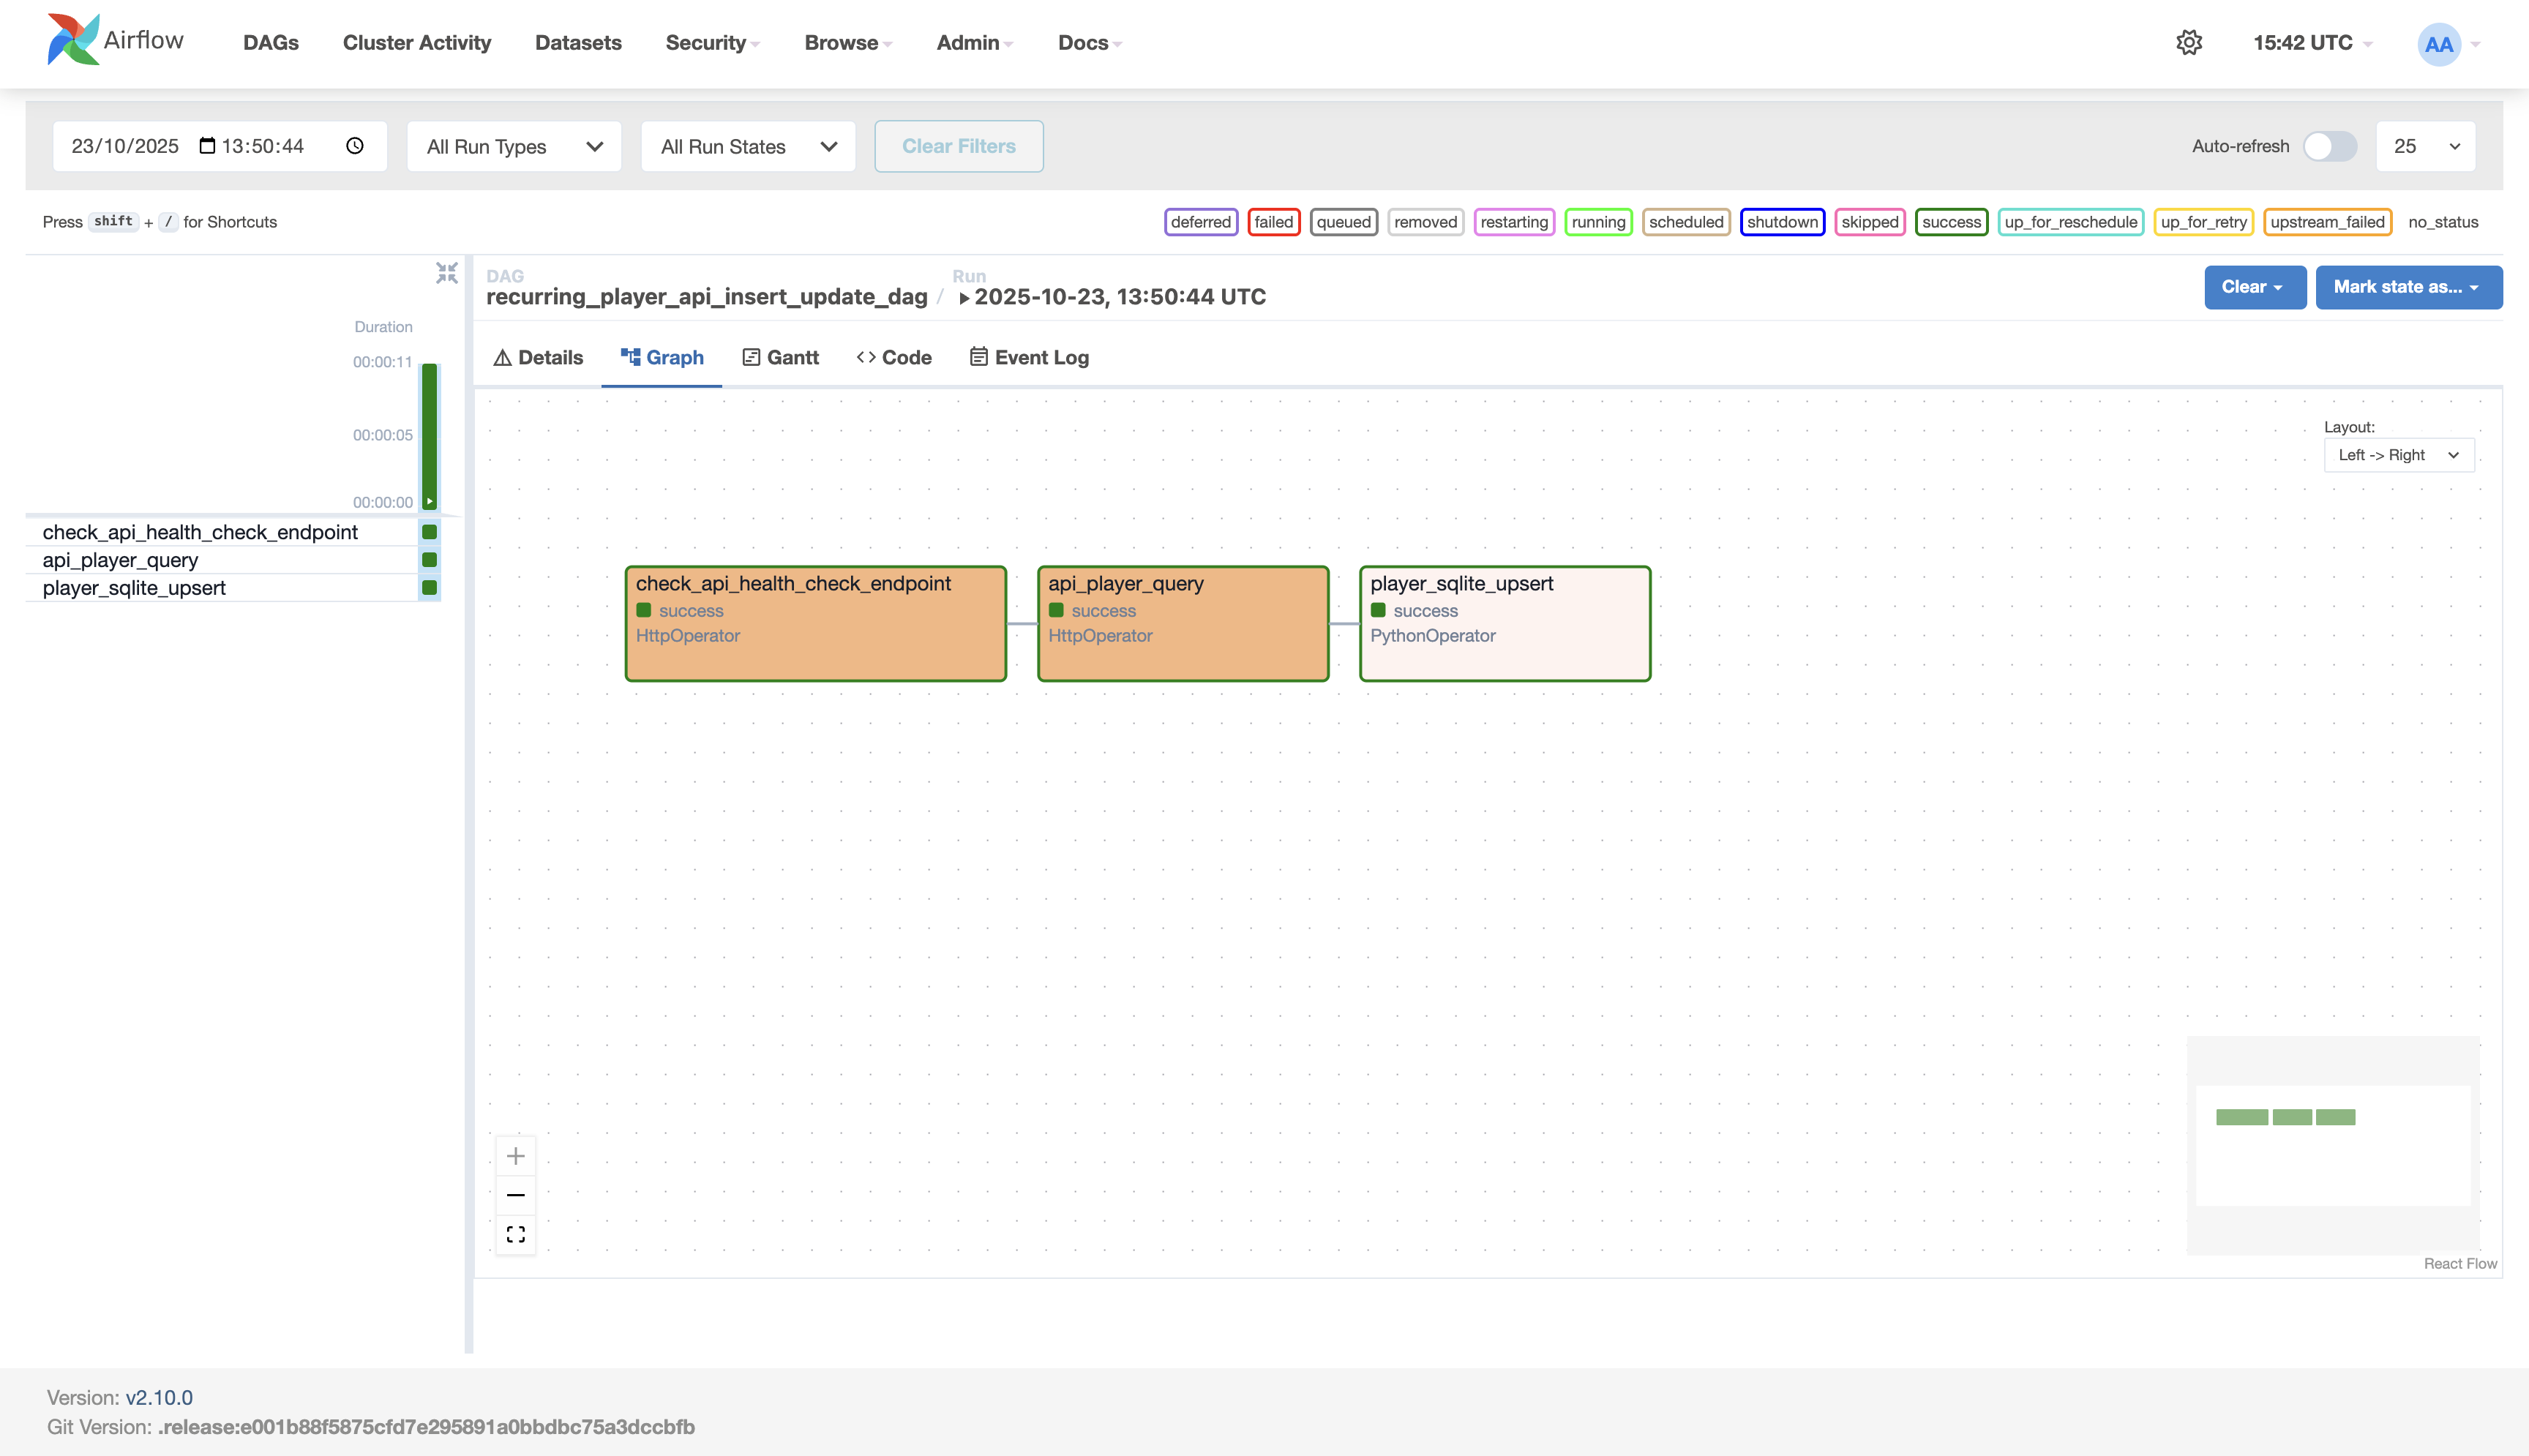 Airflow DAGs Cluster Activity Datasets Security Browse Admin Docs 15:42 UTC AA
23/10/2025 13:50:44 All Run Types All Run States Clear Filters Auto-refresh 25
Press shift + / for Shortcuts deferred failed queued removed restarting running scheduled shutdown skipped success up_for_reschedule up_for_retry upstream_failed no_status
DAG Run
recurring_player_api_insert_update_dag / 2025-10-23, 13:50:44 UTC Clear Mark state as...
Duration
00:00:11
00:00:05
00:00:00
check_api_health_check_endpoint
api_player_query
player_sqlite_upsert
Details Graph Gantt Code Event Log
Layout:
Left -> Right
check_api_health_check_endpoint
success
HttpOperator
api_player_query
success
HttpOperator
player_sqlite_upsert
success
PythonOperator
React Flow
Version: v2.10.0
Git Version: .release:e001b88f5875cfd7e295891a0bbdbc75a3dccbfb